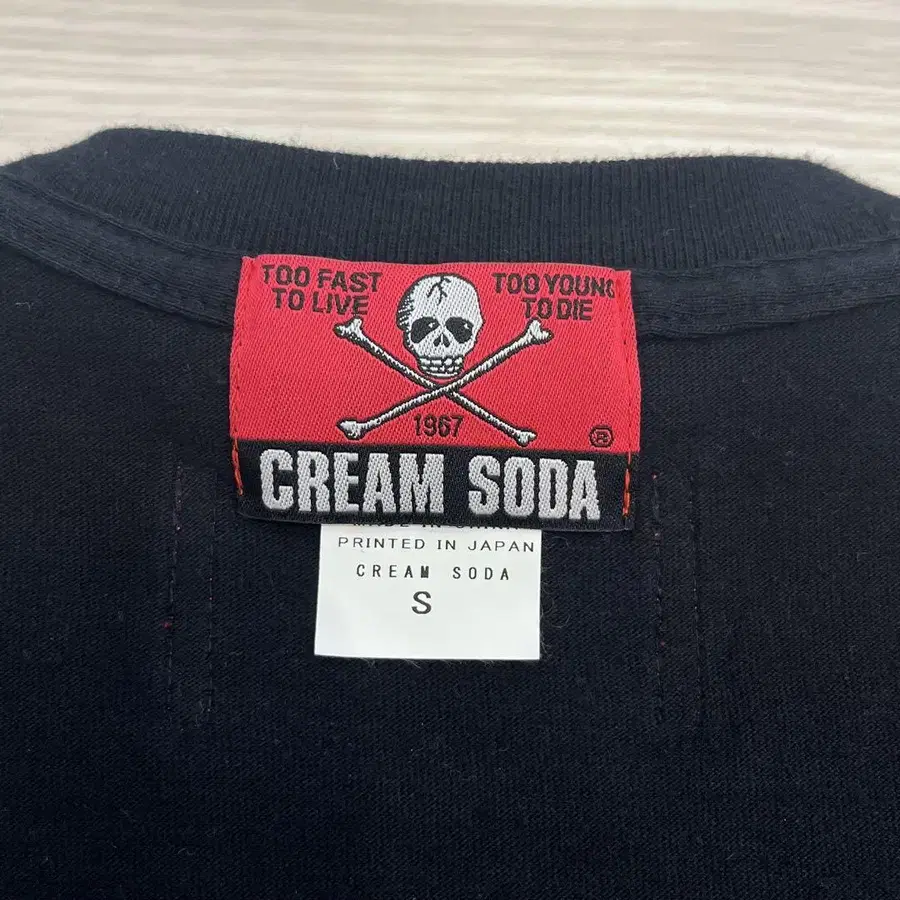 TOO FAST
TO LIVE
TOO YOUNG
TO DIE
1967
®
CREAM SODA
PRINTED IN JAPAN
CREAM SODA
S